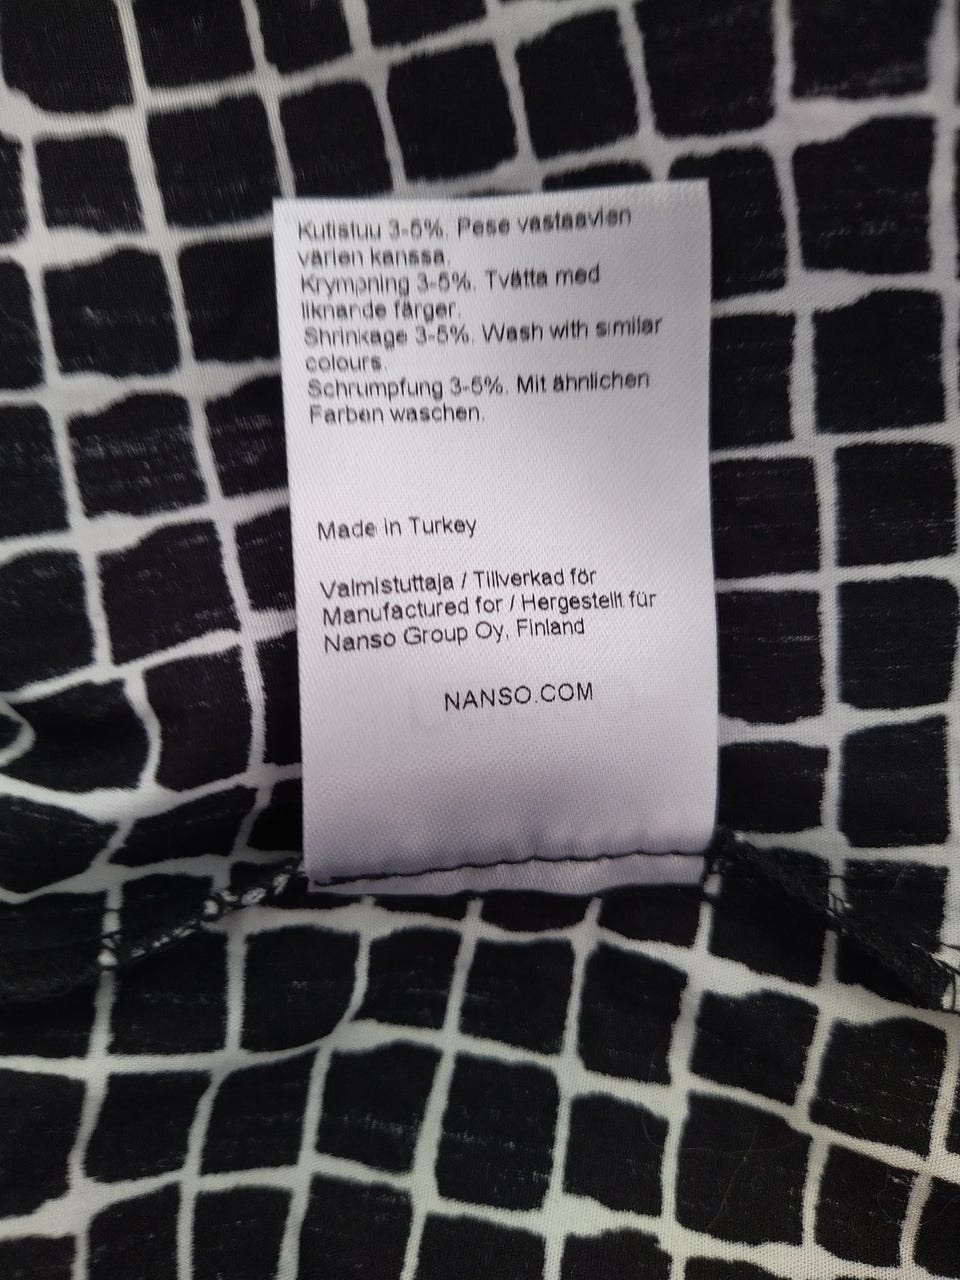 Kutistuu 3-5%. Pese vastaavien
värien kanssa.
Krympning 3-5%. Tvätta med
liknande färger.
Shrinkage 3-5%. Wash with similar
colours.
Schrumpfung 3-5%. Mit ähnlichen
Farben waschen.
Made in Turkey
Valmistuttaja / Tillverkad för
Manufactured for / Hergestellt für
Nanso Group Oy, Finland
NANSO.COM